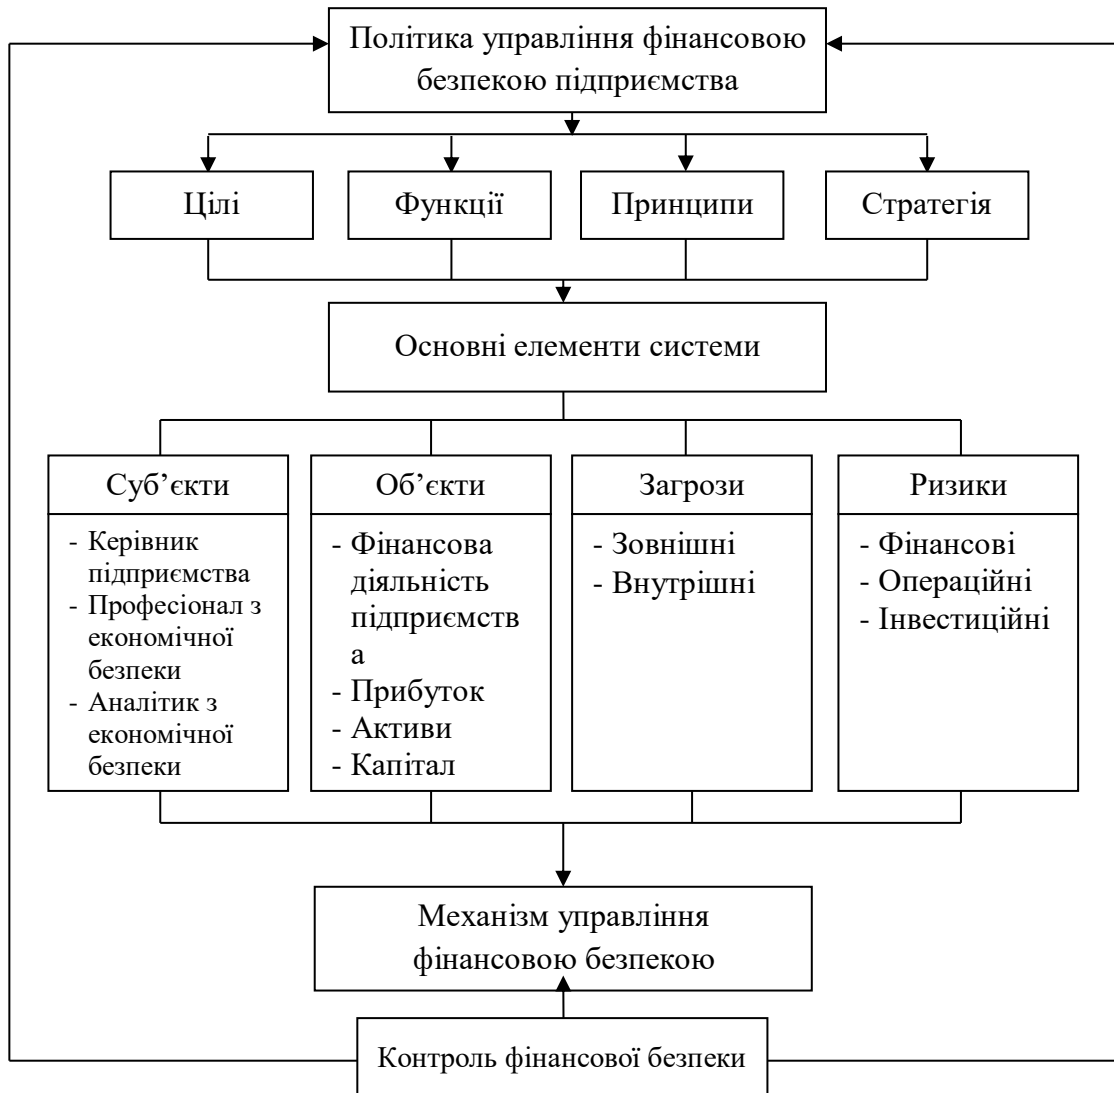 Політика управління фінансовою
безпекою підприємства
Цілі
Функції
Принципи
Стратегія
Основні елементи системи
Суб’єкти
- Керівник
підприємства
- Професіонал з
економічної
безпеки
- Аналітик з
економічної
безпеки
Об’єкти
- Фінансова
діяльність
підприємств
а
- Прибуток
- Активи
- Капітал
Загрози
- Зовнішні
- Внутрішні
Ризики
- Фінансові
- Операційні
- Інвестиційні
Механізм управління
фінансовою безпекою
Контроль фінансової безпеки